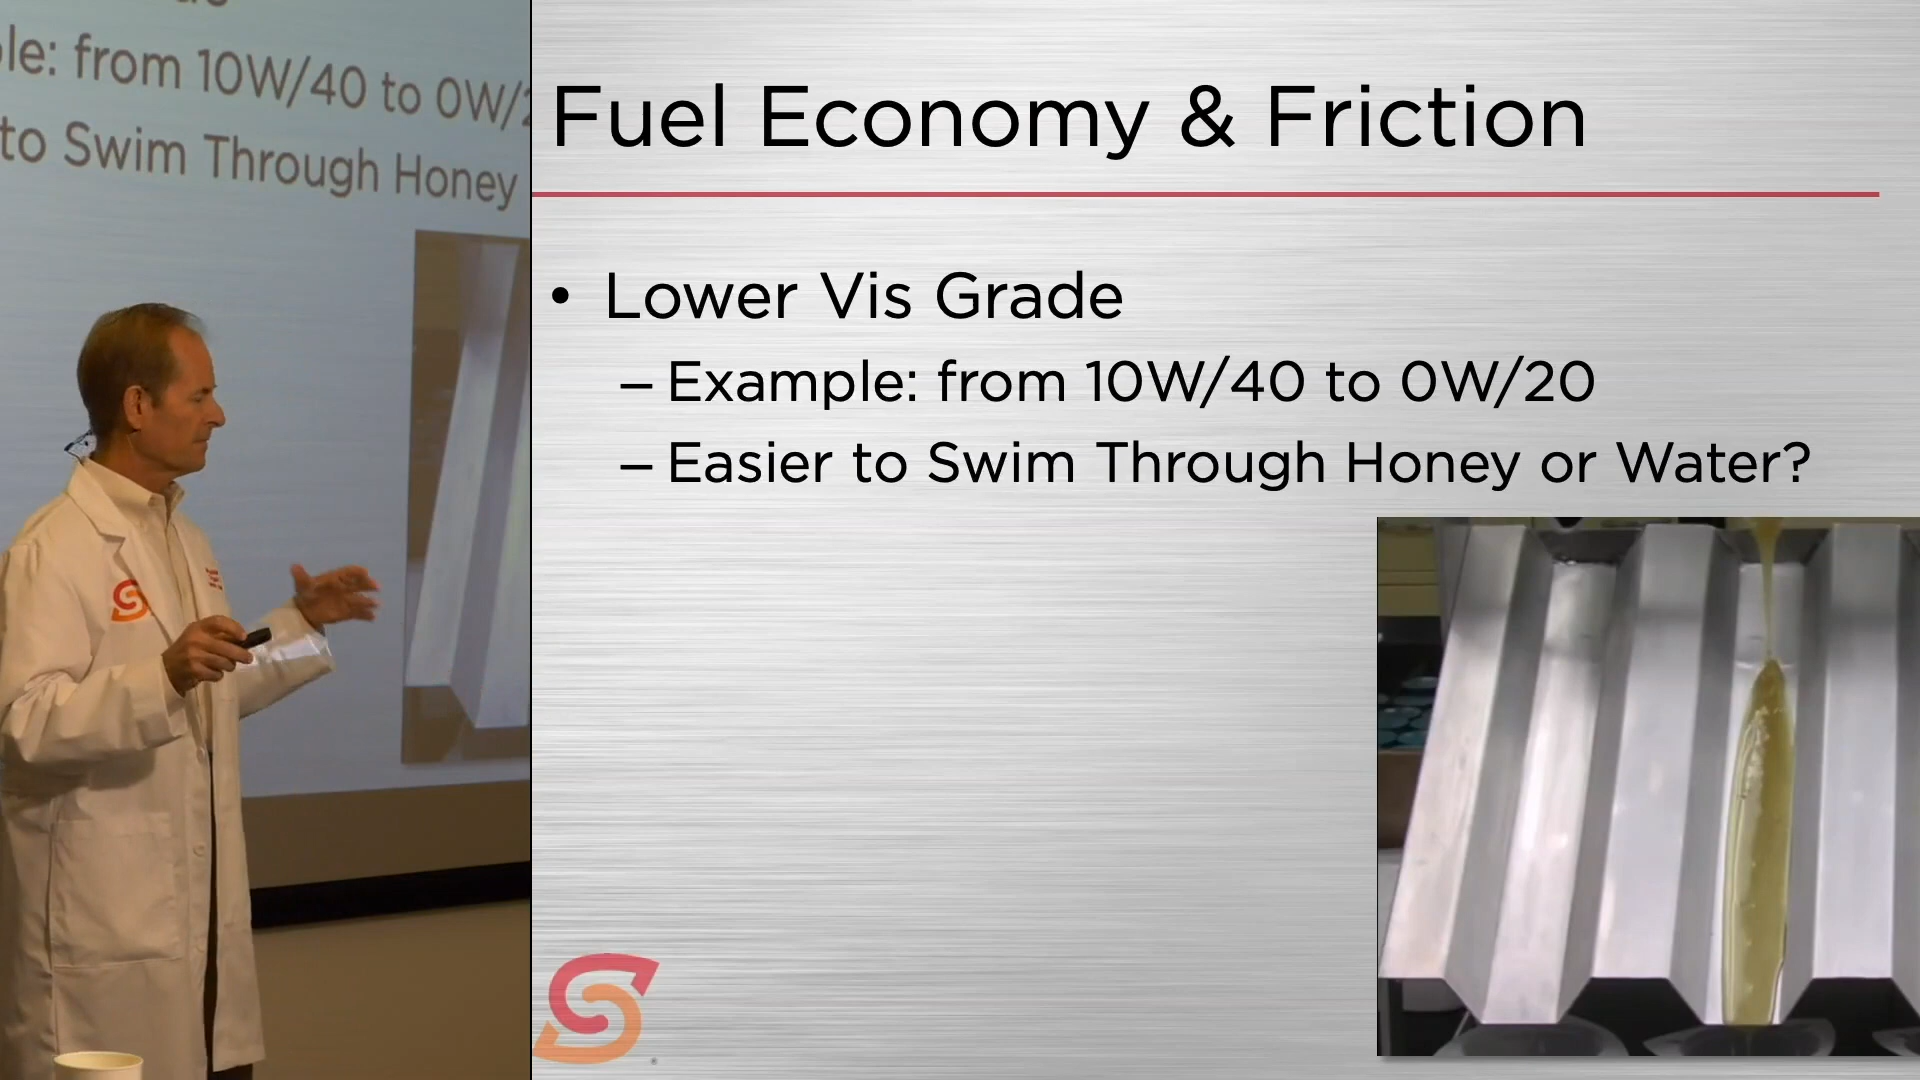 le: from 10W/40 to 0W/
to Swim Through Honey
Fuel Economy & Friction
• Lower Vis Grade
– Example: from 10W/40 to 0W/20
– Easier to Swim Through Honey or Water?